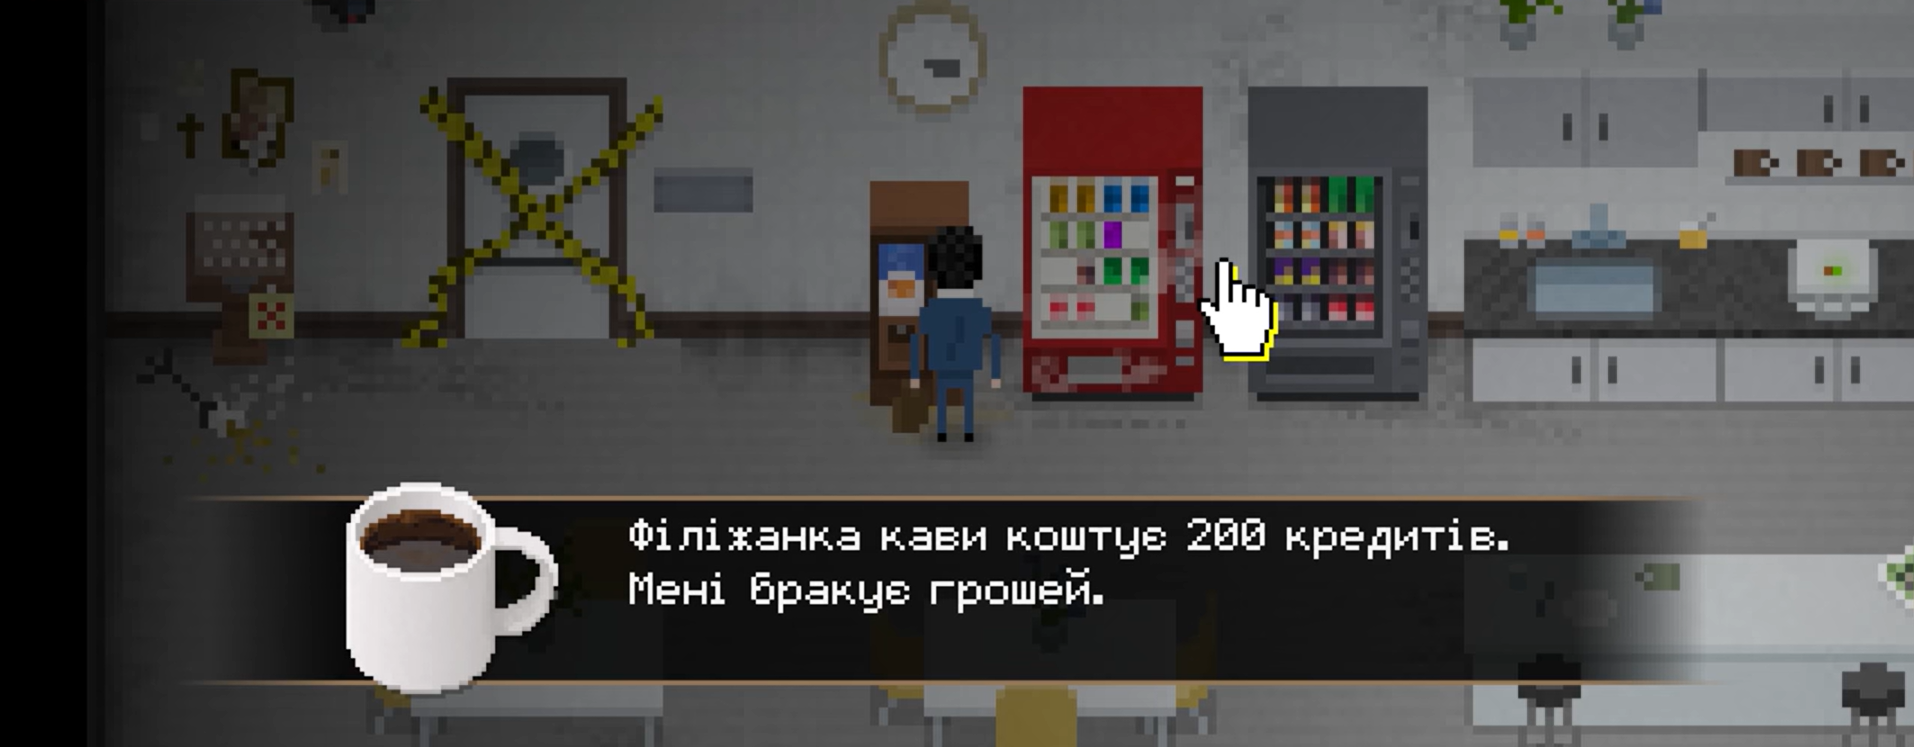 Філіжанка кави коштує 200 кредитів.
Мені бракує грошей.